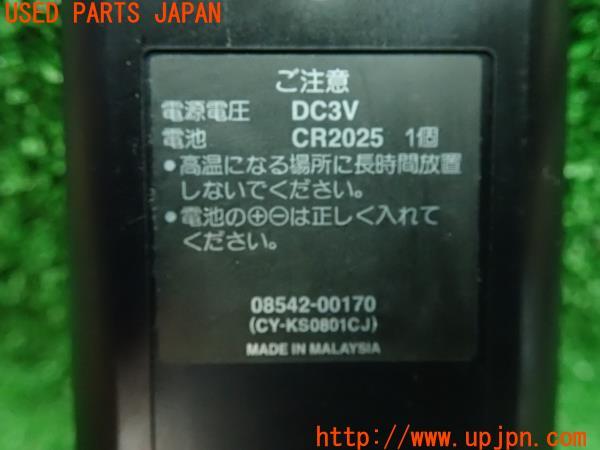 USED PARTS JAPAN
ご注意
電源電圧 DC3V
電池 CR2025 1個
●高温になる場所に長時間放置
しないでください。
●電池の⊕⊖は正しく入れて
ください。
08542-00170
(CY-KS0801CJ)
MADE IN MALAYSIA
http://www.upjpn.com/